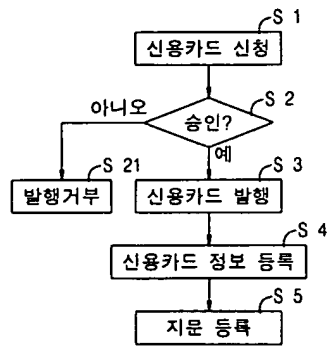 S 1
신용카드 신청
S 2
아니오
승인?
예
S 21
S 3
발행거부
신용카드 발행
S 4
신용카드 정보 등록
S 5
지문 등록